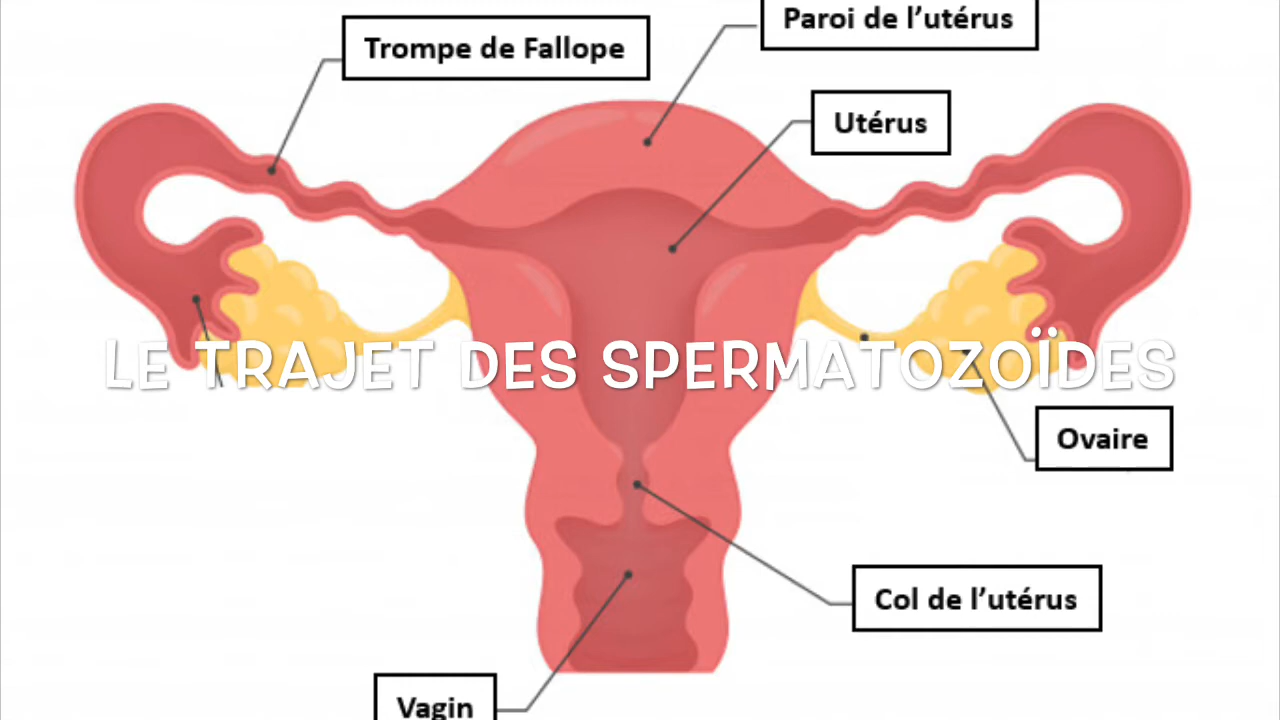 Paroi de l’utérus
Trompe de Fallope
Utérus
LE TRAJET DES SPERMATOZOÏDES
Ovaire
Col de l’utérus
Vagin